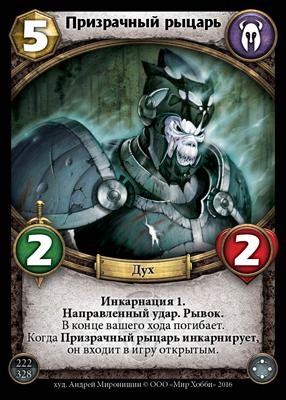 5
Призрачный рыцарь
2
Дух
2
Инкарнация 1.
Направленный удар. Рывок.
В конце вашего хода погибает.
Когда Призрачный рыцарь инкарнирует,
он входит в игру открытым.
222
328
худ. Андрей Миронишин © ООО «Мир Хобби» 2016